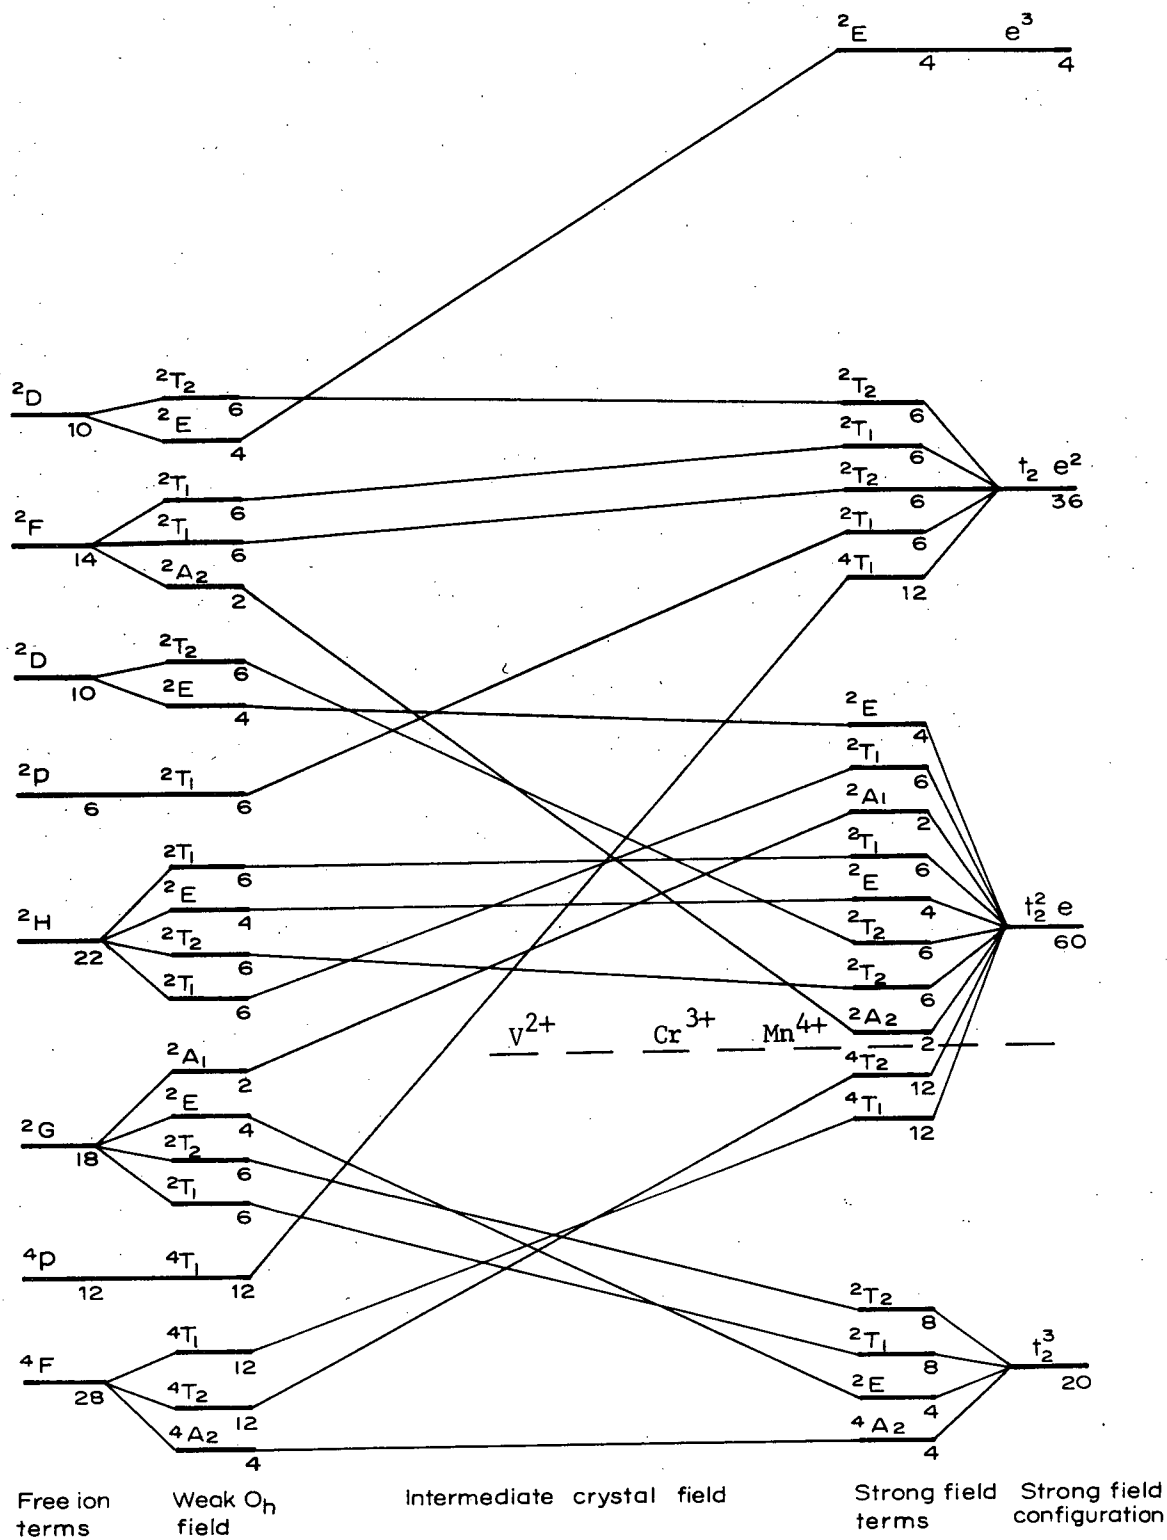 ²E e³
4 4
²D ²T₂ 6 ²T₂ 6
10 ²E 4 ²T₁ 6
²T₁ 6 ²T₂ 6 t₂ e² 36
²F 14 ²T₁ 6 ²T₁ 6
²A₂ 2 ⁴T₁ 12
²D ²T₂ 6
10 ²E 4 ²E 4
²P 6 ²T₁ 6 ²T₁ 6
²A₁ 2
²T₁ 6 ²T₁ 6
²E 4 ²E 4
²H 22 ²T₂ 6 ²T₂ 6 t₂² e 60
²T₁ 6 ²T₂ 6
V²⁺ Cr³⁺ Mn⁴⁺ ²A₂ 2
²A₁ 2 ⁴T₂ 12
²E 4 ⁴T₁ 12
²G 18 ²T₂ 6
²T₁ 6
⁴P 12 ⁴T₁ 12
²T₂ 8
⁴T₁ 12 ²T₁ 8 t₂³ 20
⁴F 28 ⁴T₂ 12 ²E 4
⁴A₂ 4 ⁴A₂ 4
Free ion terms
Weak Oₕ field
Intermediate crystal field
Strong field terms
Strong field configuration